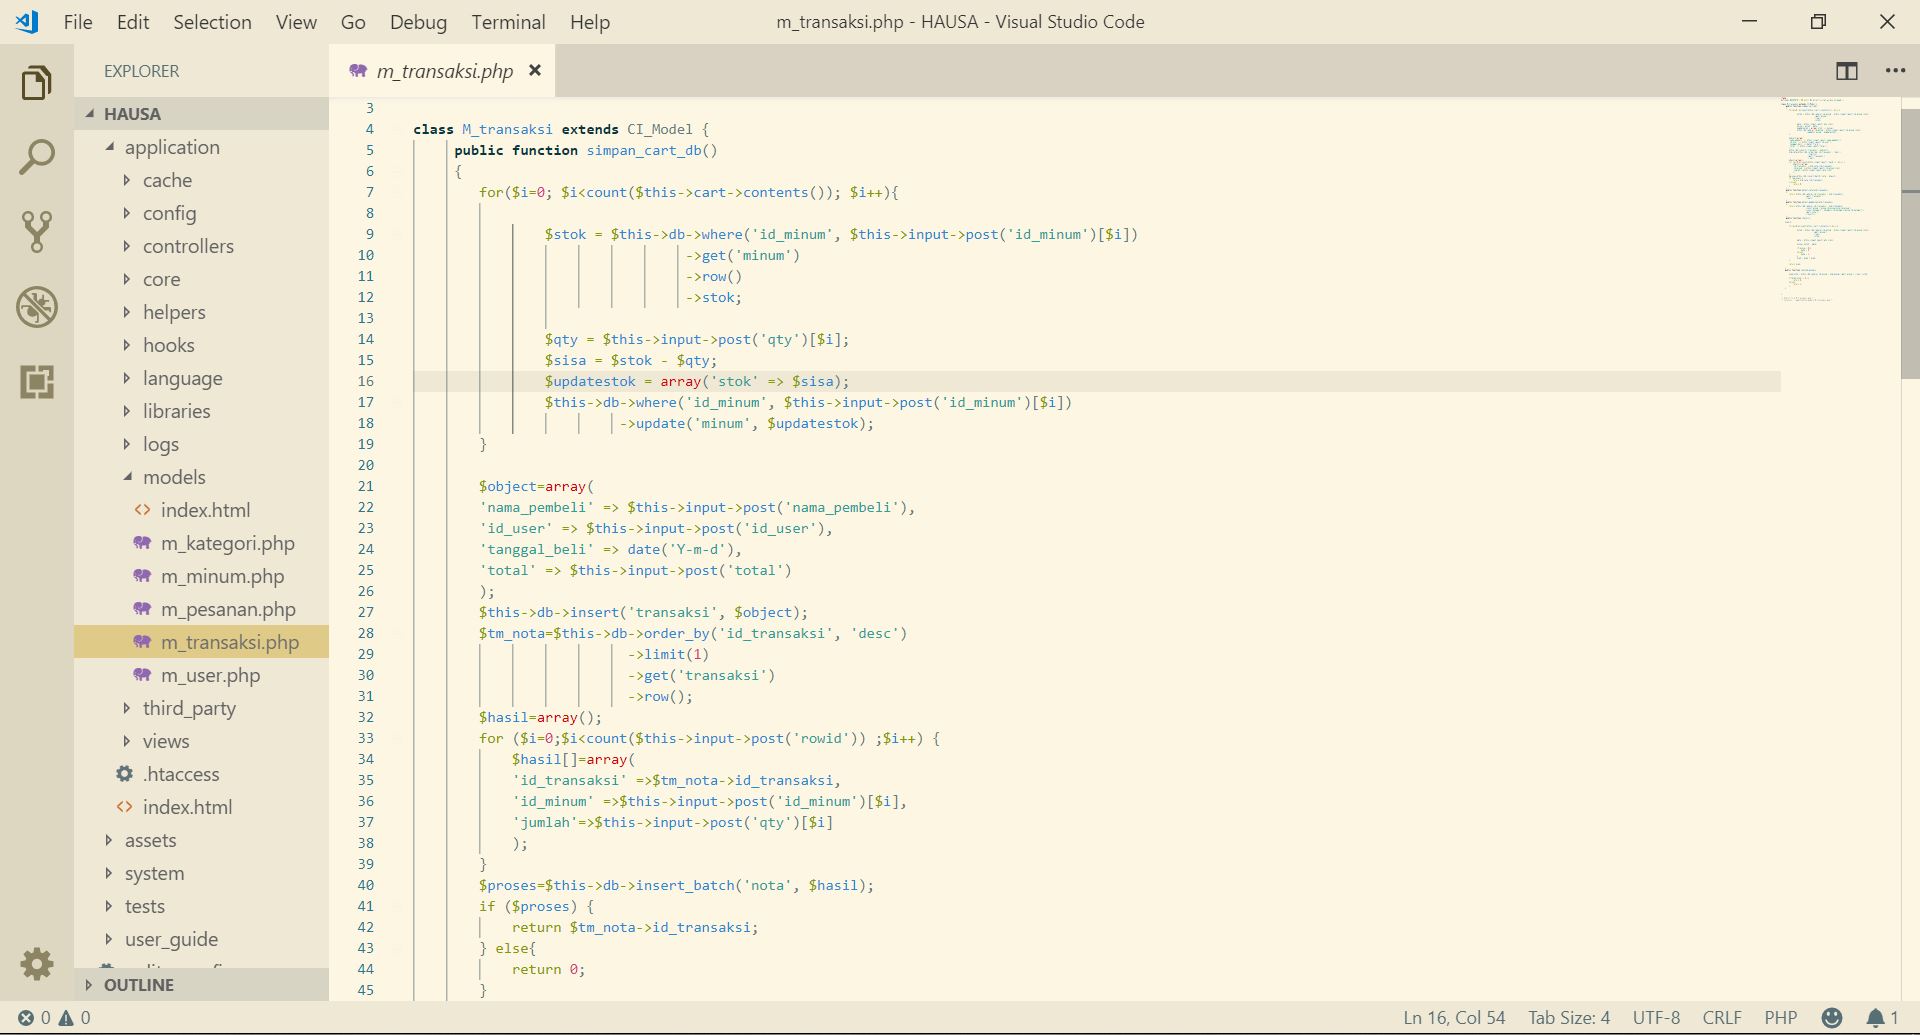 File Edit Selection View Go Debug Terminal Help m_transaksi.php - HAUSA - Visual Studio Code
EXPLORER
m_transaksi.php
HAUSA
application
cache
config
controllers
core
helpers
hooks
language
libraries
logs
models
index.html
m_kategori.php
m_minum.php
m_pesanan.php
m_transaksi.php
m_user.php
third_party
views
.htaccess
index.html
assets
system
tests
user_guide
OUTLINE
3
4 class M_transaksi extends CI_Model {
5 public function simpan_cart_db()
6 {
7 for($i=0; $i<count($this->cart->contents()); $i++){
8
9 $stok = $this->db->where('id_minum', $this->input->post('id_minum')[$i])
10 ->get('minum')
11 ->row()
12 ->stok;
13
14 $qty = $this->input->post('qty')[$i];
15 $sisa = $stok - $qty;
16 $updatestok = array('stok' => $sisa);
17 $this->db->where('id_minum', $this->input->post('id_minum')[$i])
18 ->update('minum', $updatestok);
19 }
20
21 $object=array(
22 'nama_pembeli' => $this->input->post('nama_pembeli'),
23 'id_user' => $this->input->post('id_user'),
24 'tanggal_beli' => date('Y-m-d'),
25 'total' => $this->input->post('total')
26 );
27 $this->db->insert('transaksi', $object);
28 $tm_nota=$this->db->order_by('id_transaksi', 'desc')
29 ->limit(1)
30 ->get('transaksi')
31 ->row();
32 $hasil=array();
33 for ($i=0;$i<count($this->input->post('rowid')) ;$i++) {
34 $hasil[]=array(
35 'id_transaksi' =>$tm_nota->id_transaksi,
36 'id_minum' =>$this->input->post('id_minum')[$i],
37 'jumlah'=>$this->input->post('qty')[$i]
38 );
39 }
40 $proses=$this->db->insert_batch('nota', $hasil);
41 if ($proses) {
42 return $tm_nota->id_transaksi;
43 } else{
44 return 0;
45 }
0 0 Ln 16, Col 54 Tab Size: 4 UTF-8 CRLF PHP 1